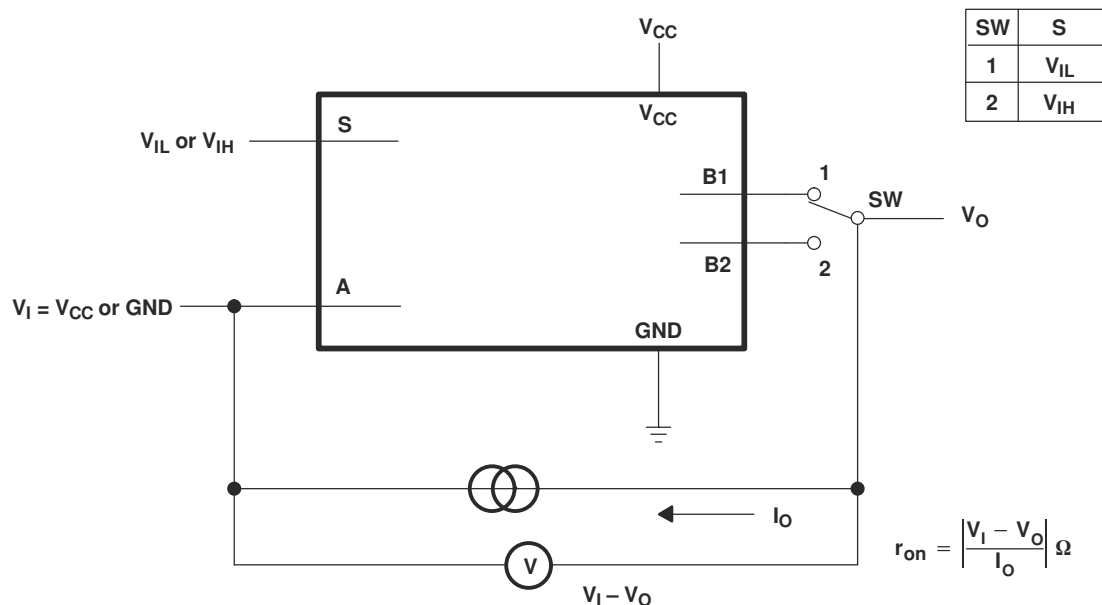 V_CC
SW S
1 V_IL
2 V_IH
V_CC
S
V_IL or V_IH
B1
1
SW
V_O
B2
2
A
V_I = V_CC or GND
GND
I_O
r_on = |V_I – V_O / I_O| Ω
V
V_I – V_O